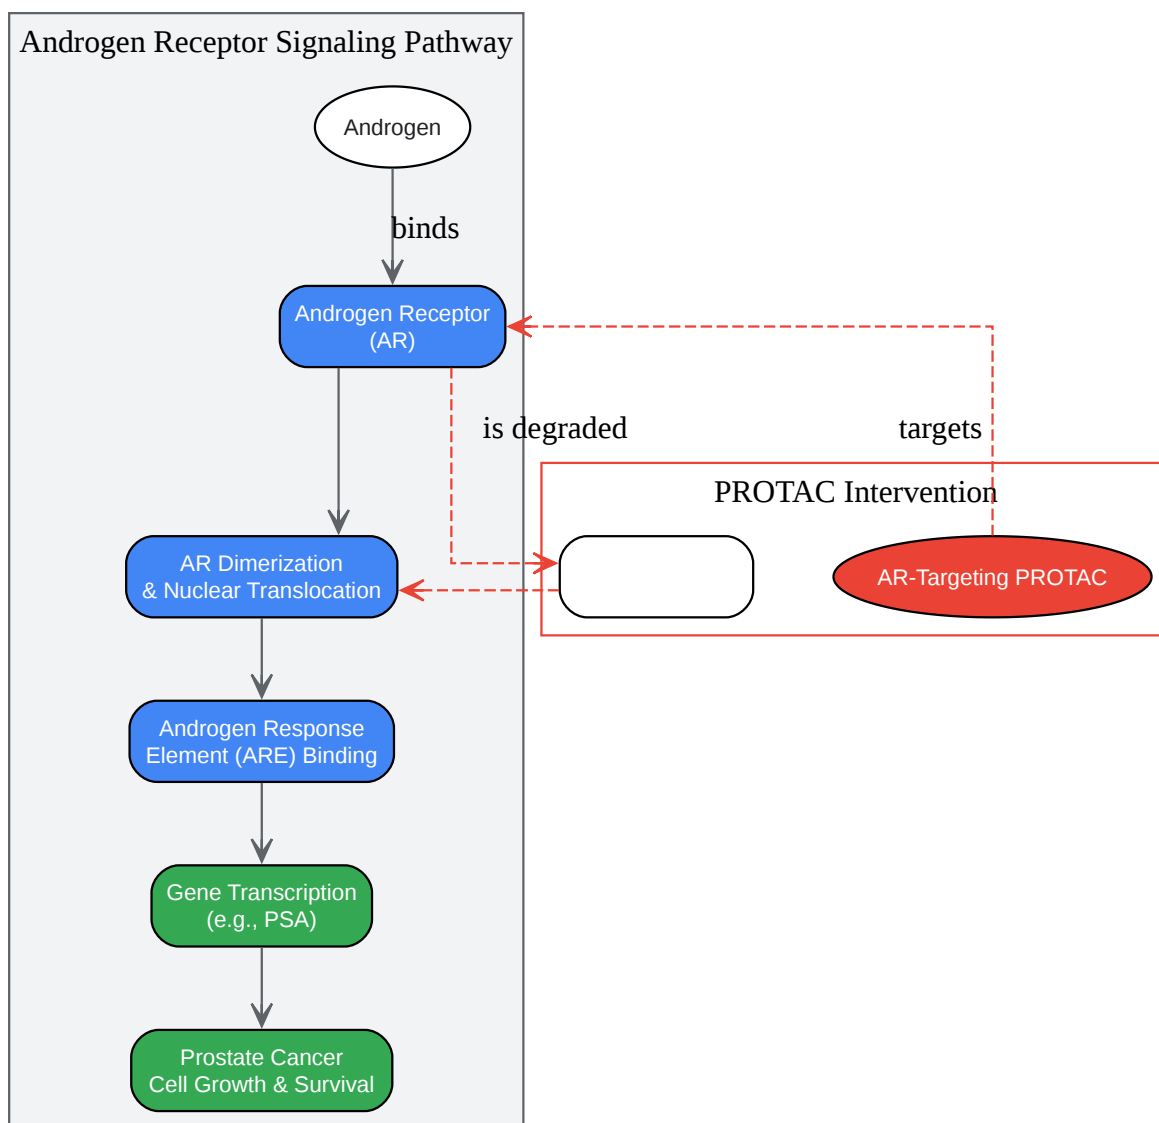 Androgen Receptor Signaling Pathway
Androgen
binds
Androgen Receptor
(AR)
is degraded
targets
PROTAC Intervention
AR Dimerization
& Nuclear Translocation
AR-Targeting PROTAC
Androgen Response
Element (ARE) Binding
Gene Transcription
(e.g., PSA)
Prostate Cancer
Cell Growth & Survival